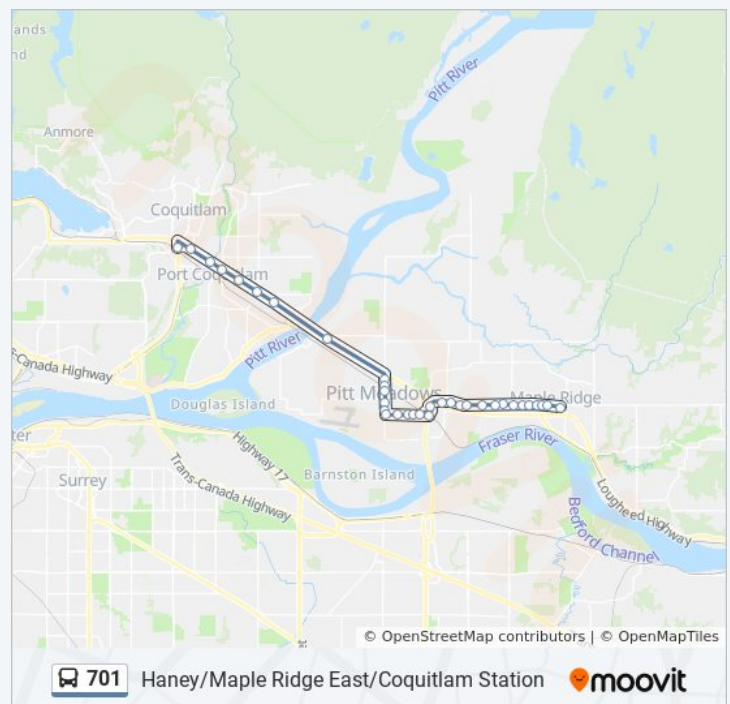 ands
nd
Anmore
Pitt River
Coquitlam
Port Coquitlam
Pitt River
s-Canada Highway
Pitt Meadows
Maple Ridge
Douglas Island
ter
Highway 17
Fraser River
Surrey
Trans-Canada Highway
Barnston Island
Lougheed Highway
Bedford Channel
© OpenStreetMap contributors | © OpenMapTiles
701 Haney/Maple Ridge East/Coquitlam Station moovit